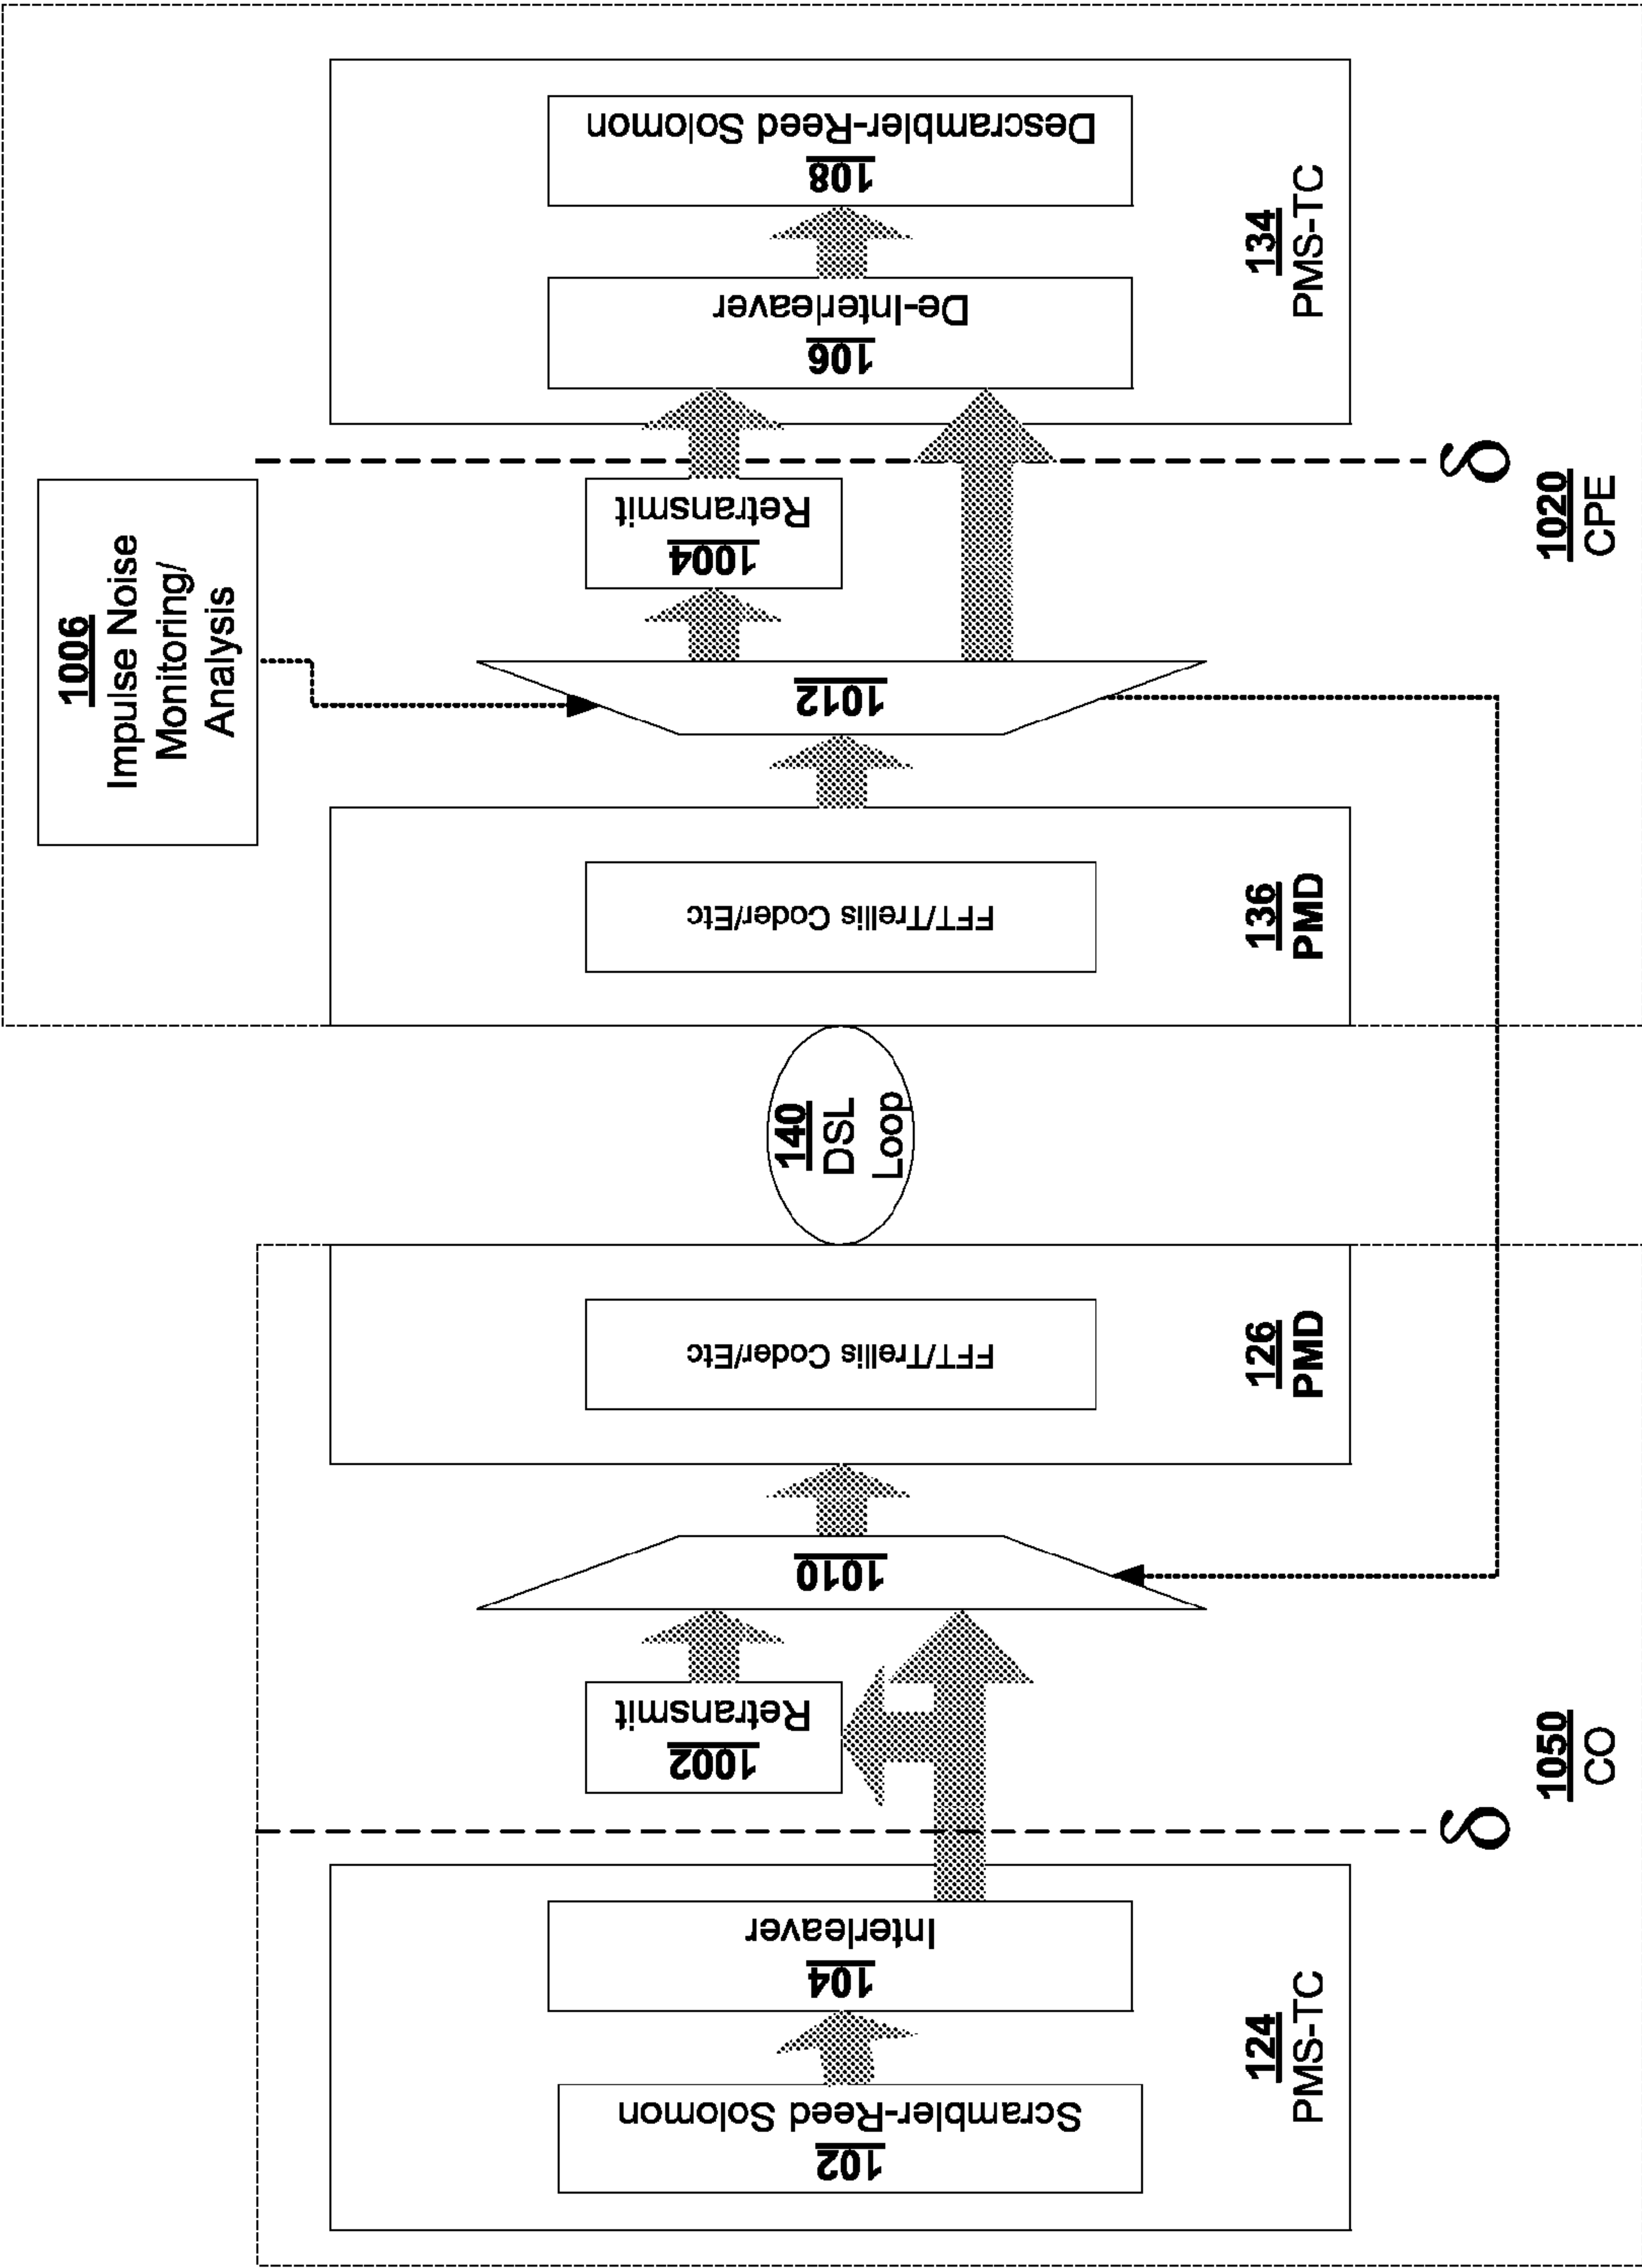 102
Scrambler-Reed Solomon
104
Interleaver
124
PMS-TC
δ
1002
Retransmit
1010
1050
CO
FFT/Trellis Coder/Etc
126
PMD
140
DSL
Loop
FFT/Trellis Coder/Etc
136
PMD
1012
1006
Impulse Noise
Monitoring/
Analysis
1004
Retransmit
δ
1020
CPE
106
De-Interleaver
108
Descrambler-Reed Solomon
134
PMS-TC